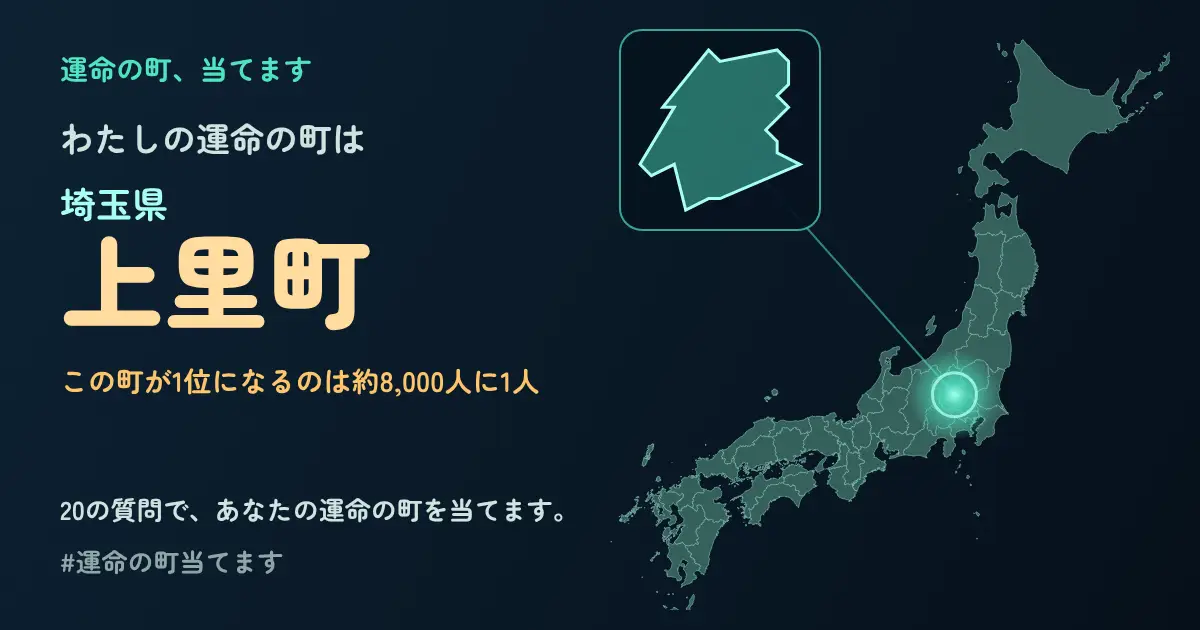 運命の町、当てます
わたしの運命の町は
埼玉県
上里町
この町が1位になるのは約8,000人に1人
20の質問で、あなたの運命の町を当てます。
#運命の町当てます